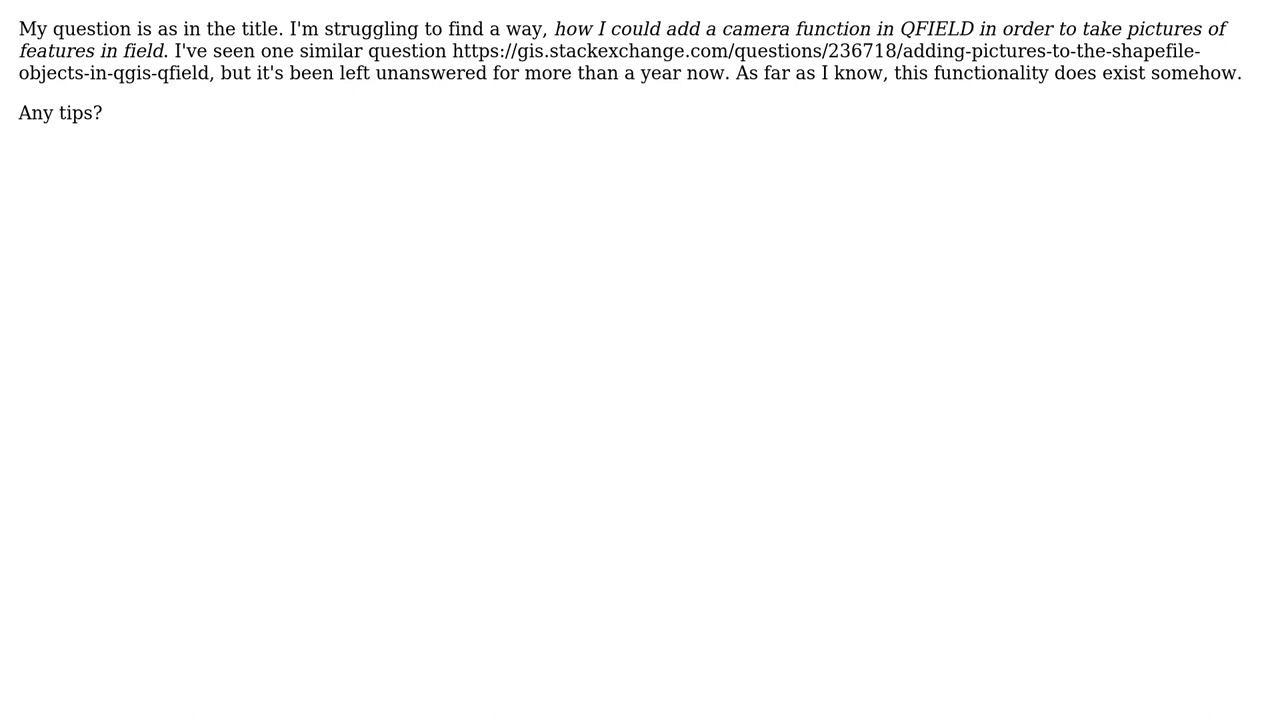 My question is as in the title. I'm struggling to find a way, how I could add a camera function in QFIELD in order to take pictures of
features in field. I've seen one similar question https://gis.stackexchange.com/questions/236718/adding-pictures-to-the-shapefile-
objects-in-qgis-qfield, but it's been left unanswered for more than a year now. As far as I know, this functionality does exist somehow.
Any tips?